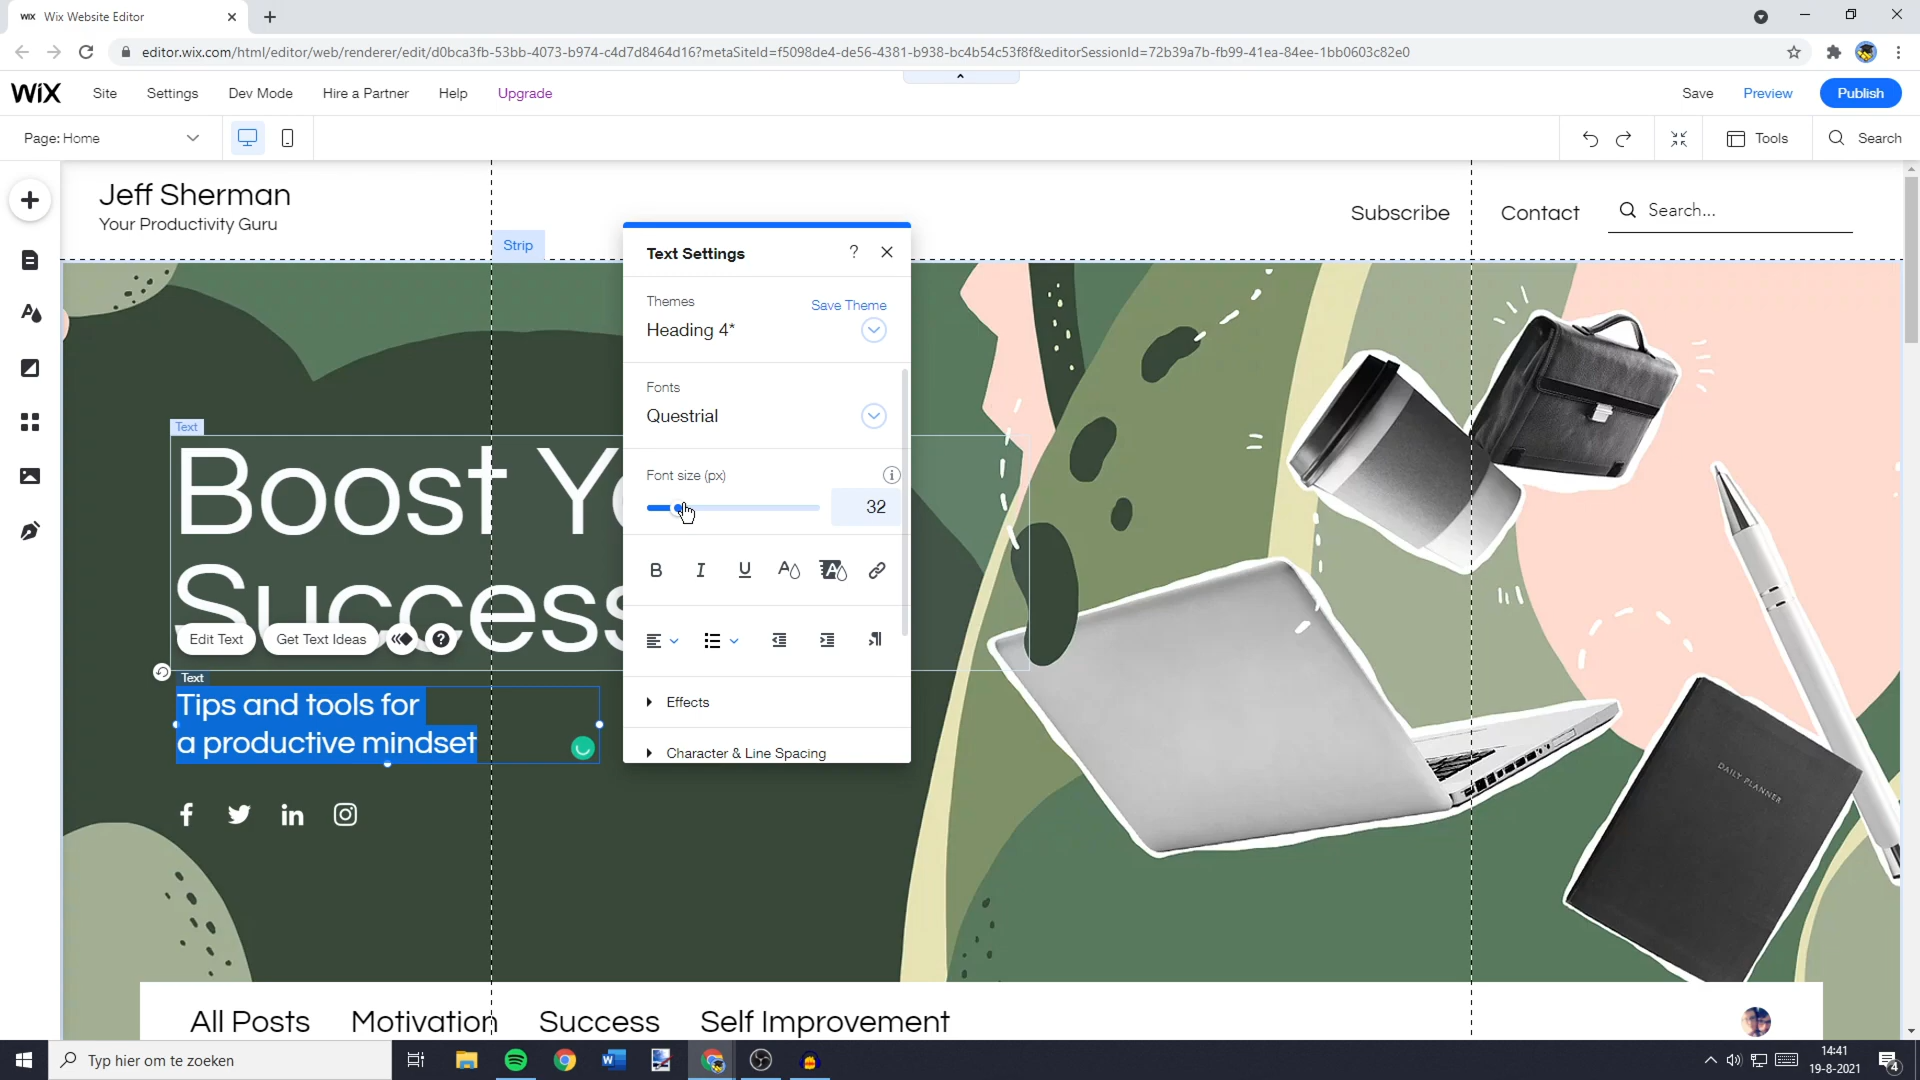 WIX Wix Website Editor
editor.wix.com/html/editor/web/renderer/edit/d0bca3fb-53bb-4073-b974-c4d7d8464d16?metaSiteId=f5098de4-de56-4381-b938-bc4b54c53f8f&editorSessionId=72b39a7b-fb99-41ea-84ee-1bb0603c82e0
WiX Site Settings Dev Mode Hire a Partner Help Upgrade Save Preview Publish
Page: Home Tools Search
Jeff Sherman
Your Productivity Guru
Subscribe Contact Search...
Strip
Text Settings ?
Themes Save Theme
Heading 4*
Fonts
Questrial
Font size (px)
32
B I U
Effects
Character & Line Spacing
Text
Boost Yo
Success
Edit Text Get Text Ideas ?
Text
Tips and tools for
a productive mindset
DAILY PLANNER
All Posts Motivation Success Self Improvement
Typ hier om te zoeken
14:41
19-8-2021
4